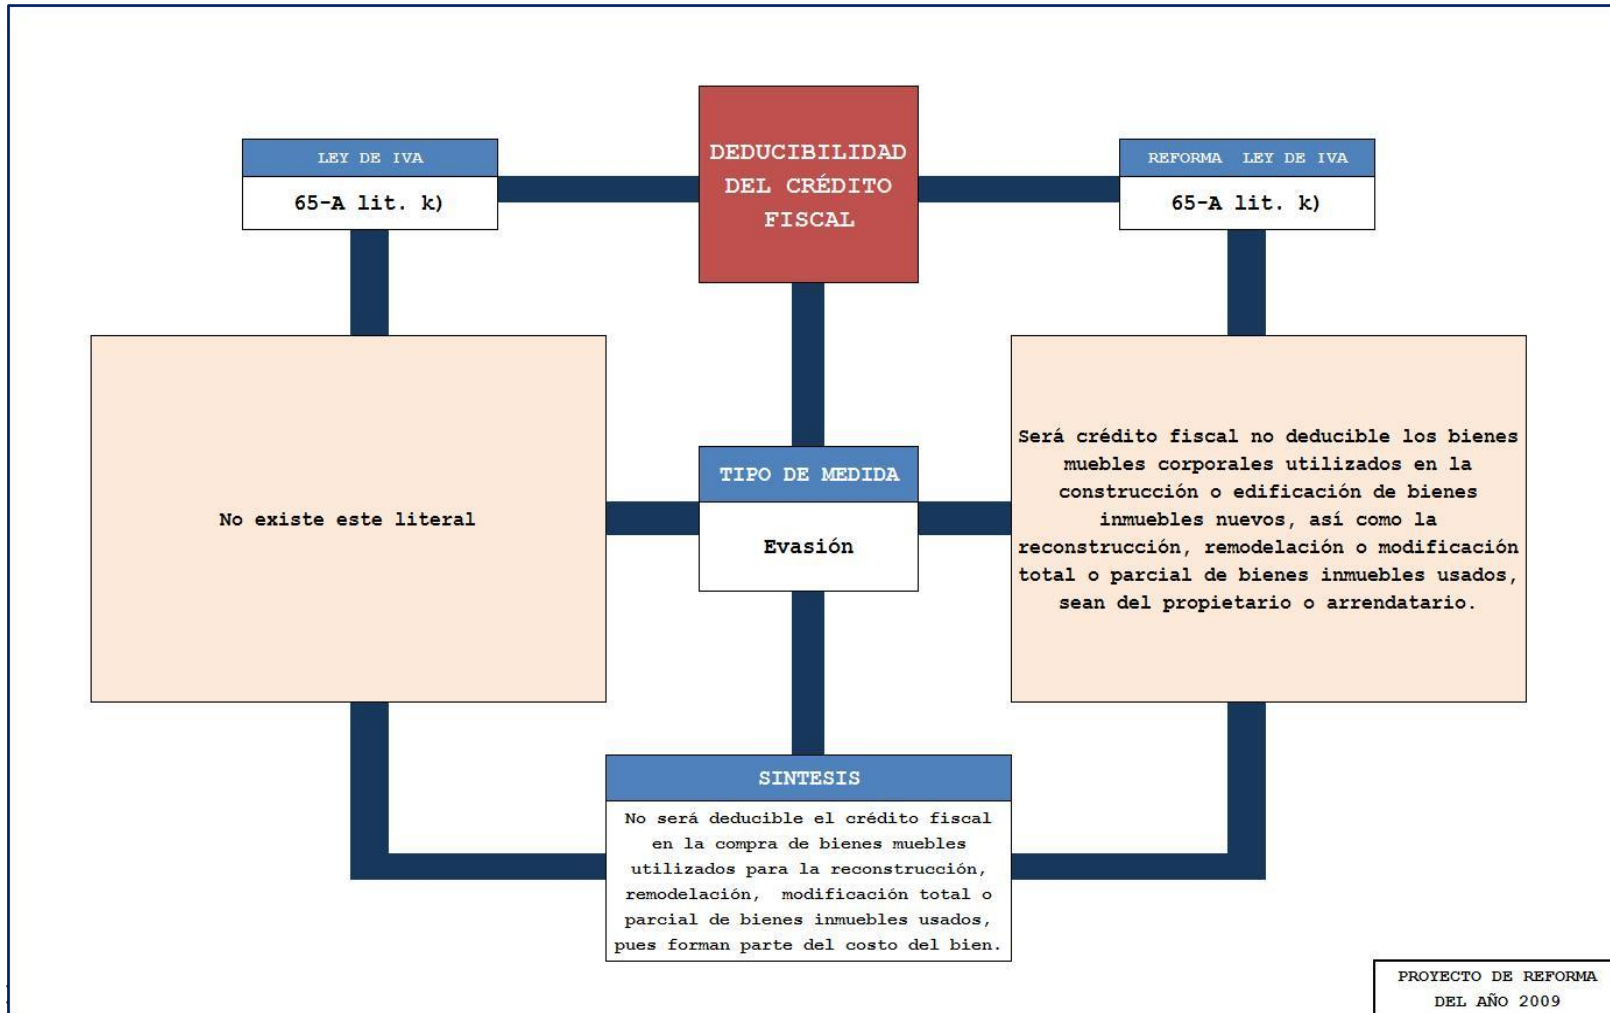 DEDUCIBILIDAD
DEL CRÉDITO
FISCAL
LEY DE IVA
65-A lit. k)
REFORMA LEY DE IVA
65-A lit. k)
No existe este literal
TIPO DE MEDIDA
Evasión
Será crédito fiscal no deducible los bienes
muebles corporales utilizados en la
construcción o edificación de bienes
inmuebles nuevos, así como la
reconstrucción, remodelación o modificación
total o parcial de bienes inmuebles usados,
sean del propietario o arrendatario.
SINTESIS
No será deducible el crédito fiscal
en la compra de bienes muebles
utilizados para la reconstrucción,
remodelación, modificación total o
parcial de bienes inmuebles usados,
pues forman parte del costo del bien.
PROYECTO DE REFORMA
DEL AÑO 2009